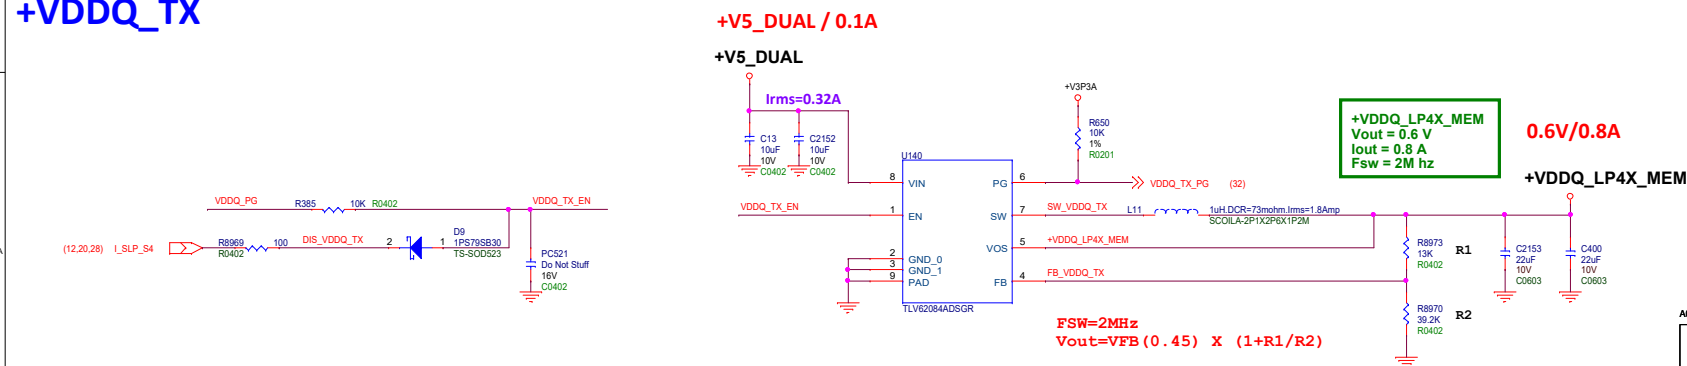 +VDDQ_TX
+V5_DUAL / 0.1A
+V5_DUAL
Irms=0.32A
C13
10uF
10V
C0402
C2152
10uF
10V
C0402
+V3P3A
R650
10K
1%
R0201
+VDDQ_LP4X_MEM
Vout = 0.6 V
Iout = 0.8 A
Fsw = 2M hz
0.6V/0.8A
+VDDQ_LP4X_MEM
VDDQ_PG
R385
10K
R0402
VDDQ_TX_EN
(12,20,28)
I_SLP_S4
R8969
R0402
100
DIS_VDDQ_TX
2
1
D9
1PS79SB30
TS-SOD523
PC521
Do Not Stuff
16V
C0402
VDDQ_TX_EN
U140
8
VIN
1
EN
2
GND_0
3
GND_1
9
PAD
PG
6
SW
7
VOS
5
FB
4
TLV62084ADSGR
VDDQ_TX_PG
(32)
SW_VDDQ_TX
L11
1uH.DCR=73mohm.Irms=1.8Amp
SCOILA-2P1X2P6X1P2M
+VDDQ_LP4X_MEM
FB_VDDQ_TX
R8973
13K
R0402
R1
R8970
39.2K
R0402
R2
C2153
22uF
10V
C0603
C400
22uF
10V
C0603
FSW=2MHz
Vout=VFB(0.45) X (1+R1/R2)